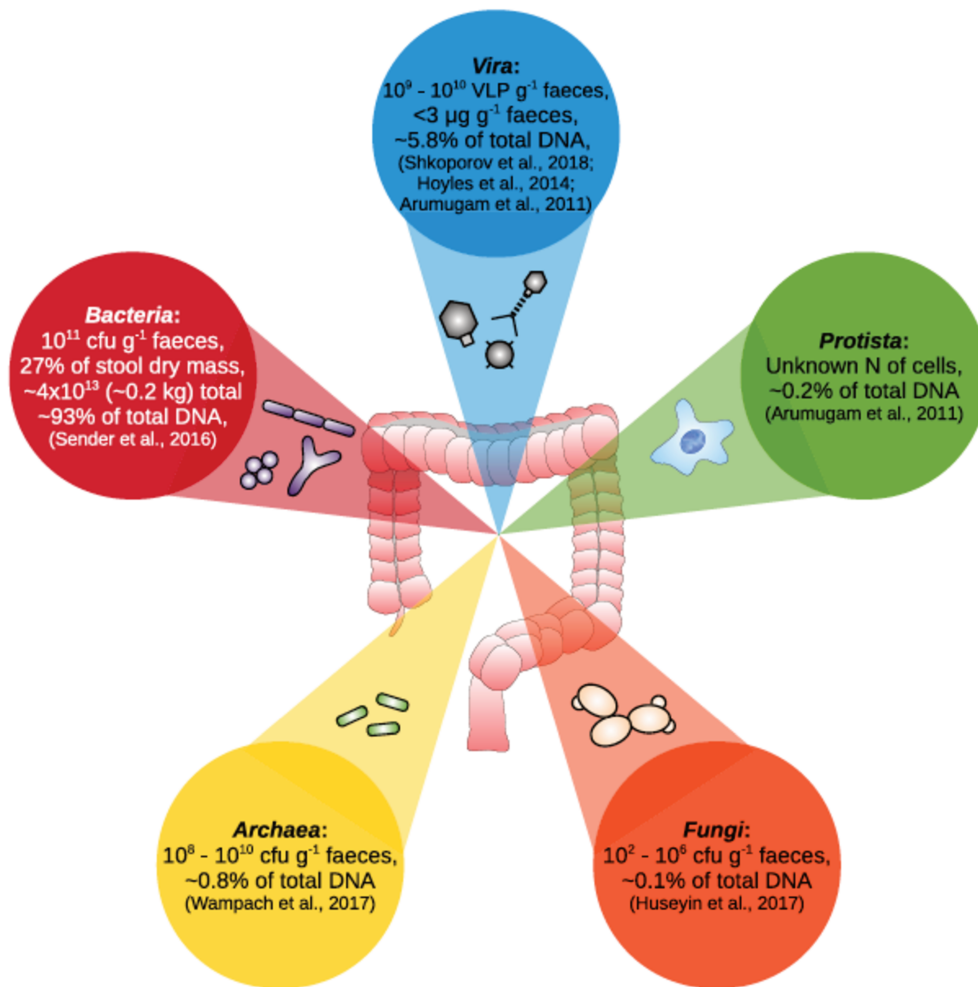 Vira:
10⁹ - 10¹⁰ VLP g⁻¹ faeces,
<3 µg g⁻¹ faeces,
~5.8% of total DNA,
(Shkoporov et al., 2018;
Hoyles et al., 2014;
Arumugam et al., 2011)
Bacteria:
10¹¹ cfu g⁻¹ faeces,
27% of stool dry mass,
~4x10¹³ (~0.2 kg) total
~93% of total DNA,
(Sender et al., 2016)
Protista:
Unknown N of cells,
~0.2% of total DNA
(Arumugam et al., 2011)
Archaea:
10⁸ - 10¹⁰ cfu g⁻¹ faeces,
~0.8% of total DNA
(Wampach et al., 2017)
Fungi:
10² - 10⁶ cfu g⁻¹ faeces,
~0.1% of total DNA
(Huseyin et al., 2017)